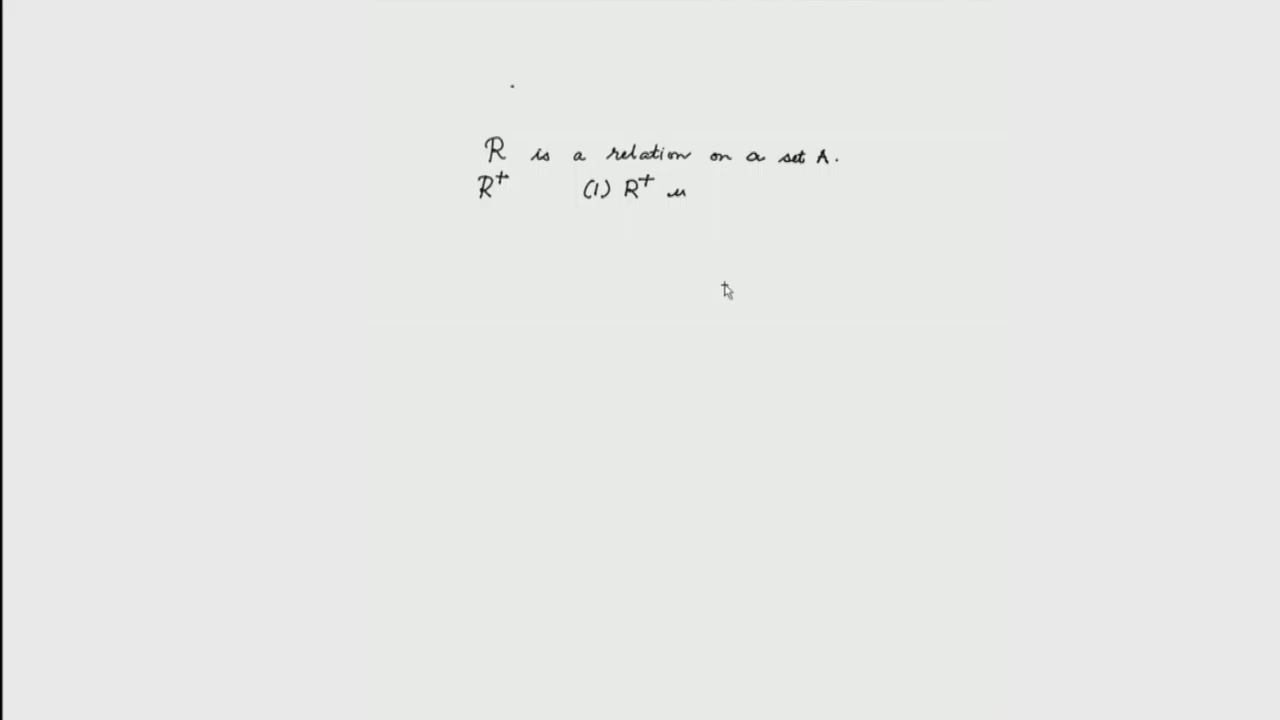 R is a relation on a set A.
R⁺ (1) R⁺